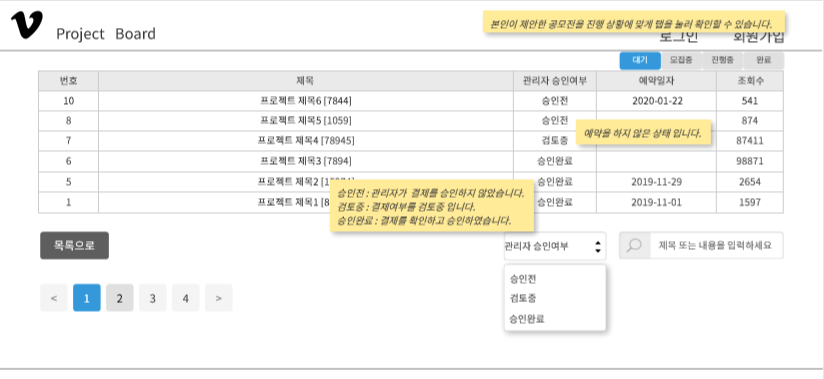 Project Board
본인이 제안한 공모전을 진행 상황에 맞게 탭을 눌러 확인할 수 있습니다.
로그인 회원가입
대기 모집중 진행중 완료
번호 제목 관리자 승인여부 예약일자 조회수
10 프로젝트 제목6 [7844] 승인전 2020-01-22 541
8 프로젝트 제목5 [1059] 승인전 874
예약을 하지 않은 상태 입니다.
7 프로젝트 제목4 [78945] 검토중 87411
6 프로젝트 제목3 [7894] 승인완료 98871
5 프로젝트 제목2 승인완료 2019-11-29 2654
1 프로젝트 제목1 [8 승인완료 2019-11-01 1597
승인전 : 관리자가 결제를 승인하지 않았습니다.
검토중 : 결제여부를 검토중 입니다.
승인완료 : 결제를 확인하고 승인하였습니다.
목록으로 관리자 승인여부 제목 또는 내용을 입력하세요
승인전
검토중
승인완료
< 1 2 3 4 >